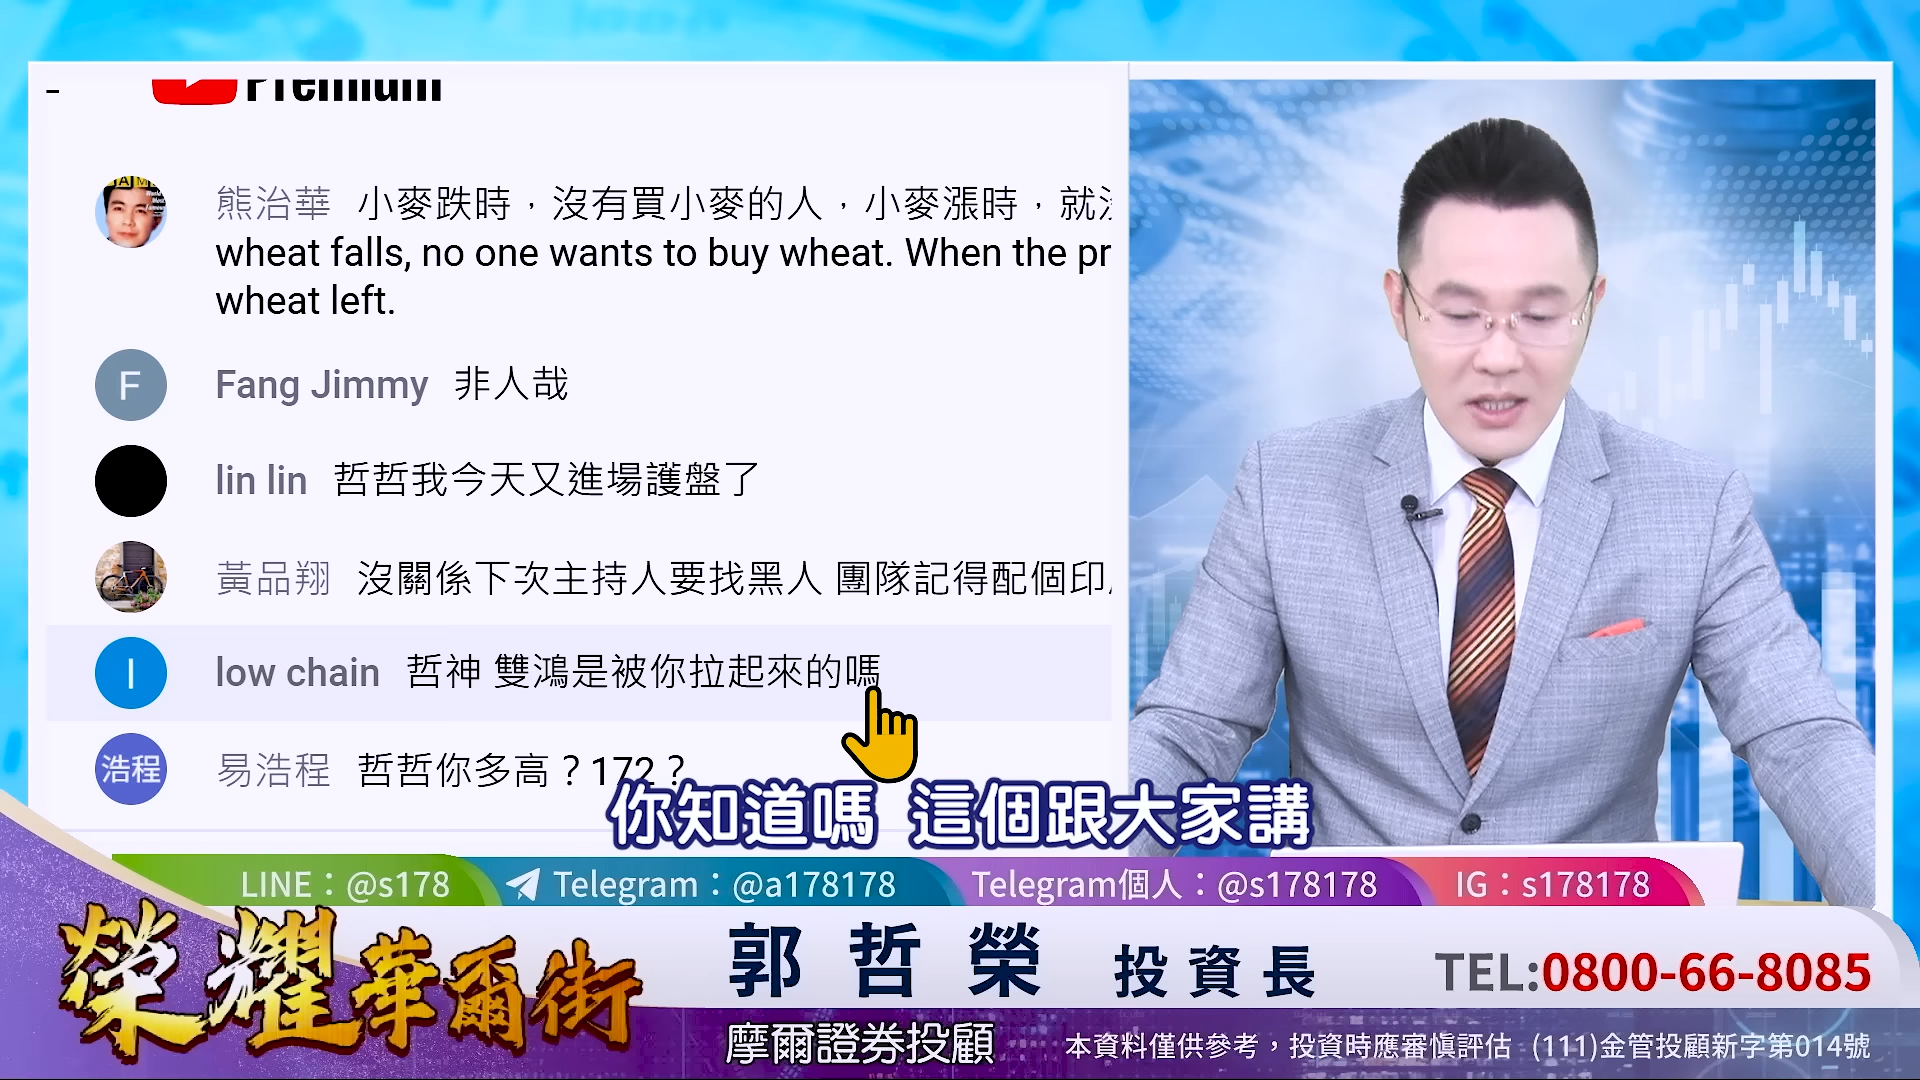 Premium
熊治華 小麥跌時，沒有買小麥的人，小麥漲時，就
wheat falls, no one wants to buy wheat. When the pr
wheat left.
F Fang Jimmy 非人哉
lin lin 哲哲我今天又進場護盤了
黃品翔 沒關係下次主持人要找黑人 團隊記得配個印
l low chain 哲神 雙鴻是被你拉起來的嗎
浩程 易浩程 哲哲你多高？172？
你知道嗎 這個跟大家講
LINE：@s178 Telegram：@a178178 Telegram個人：@s178178 IG：s178178
榮耀華爾街
郭哲榮 投資長 TEL:0800-66-8085
摩爾證券投顧 本資料僅供參考，投資時應審慎評估 (111)金管投顧新字第014號